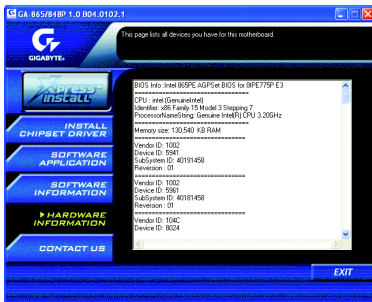 GA 865/848P 1.0 B04.0102.1
GIGABYTE
This page lists all devices you have for this motherboard.
Xpress
INSTALL
INSTALL
CHIPSET DRIVER
SOFTWARE
APPLICATION
SOFTWARE
INFORMATION
HARDWARE
INFORMATION
CONTACT US
BIOS Info :Intel 865PE AGPSet BIOS for 8IPE775P E3
==================================
CPU : intel (GenuineIntel)
Identifier: x86 Family 15 Model 3 Stepping 7
ProcessorNameString: Genuine Intel(R) CPU 3.20GHz
==================================
Memory size: 130,540 KB RAM
==================================
Vendor ID: 1002
Device ID: 5941
SubSystem ID: 40191458
Reversion : 01
==================================
Vendor ID: 1002
Device ID: 5961
SubSystem ID: 40181458
Reversion : 01
==================================
Vendor ID: 104C
Device ID: 8024
EXIT